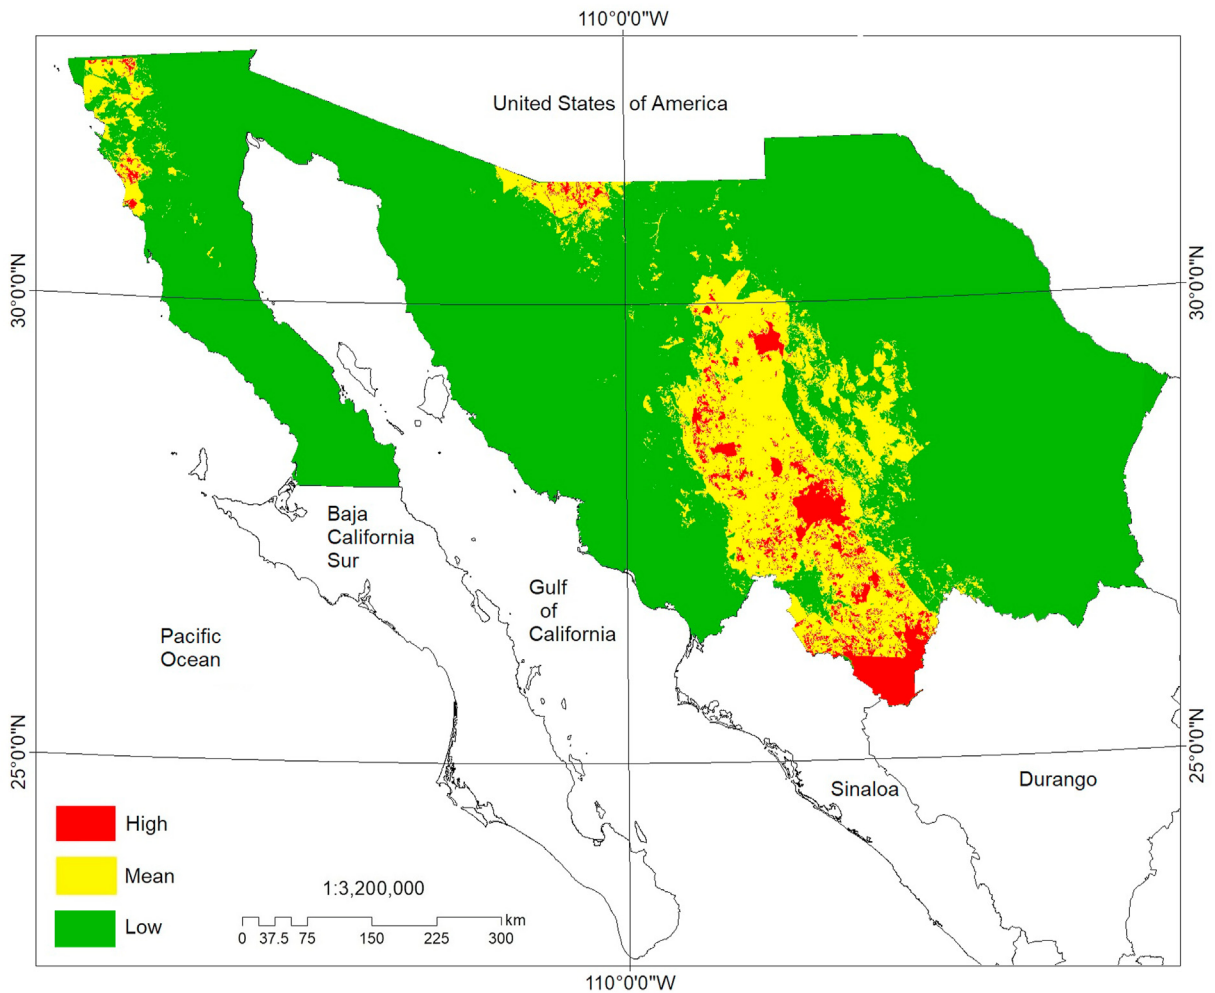 110°0'0"W
United States of America
30°0'0"N
30°0'0"N
Baja
California
Sur
Gulf
of
California
Pacific
Ocean
25°0'0"N
25°0'0"N
Sinaloa
Durango
High
Mean
Low
1:3,200,000
km
0 37.5 75 150 225 300
110°0'0"W